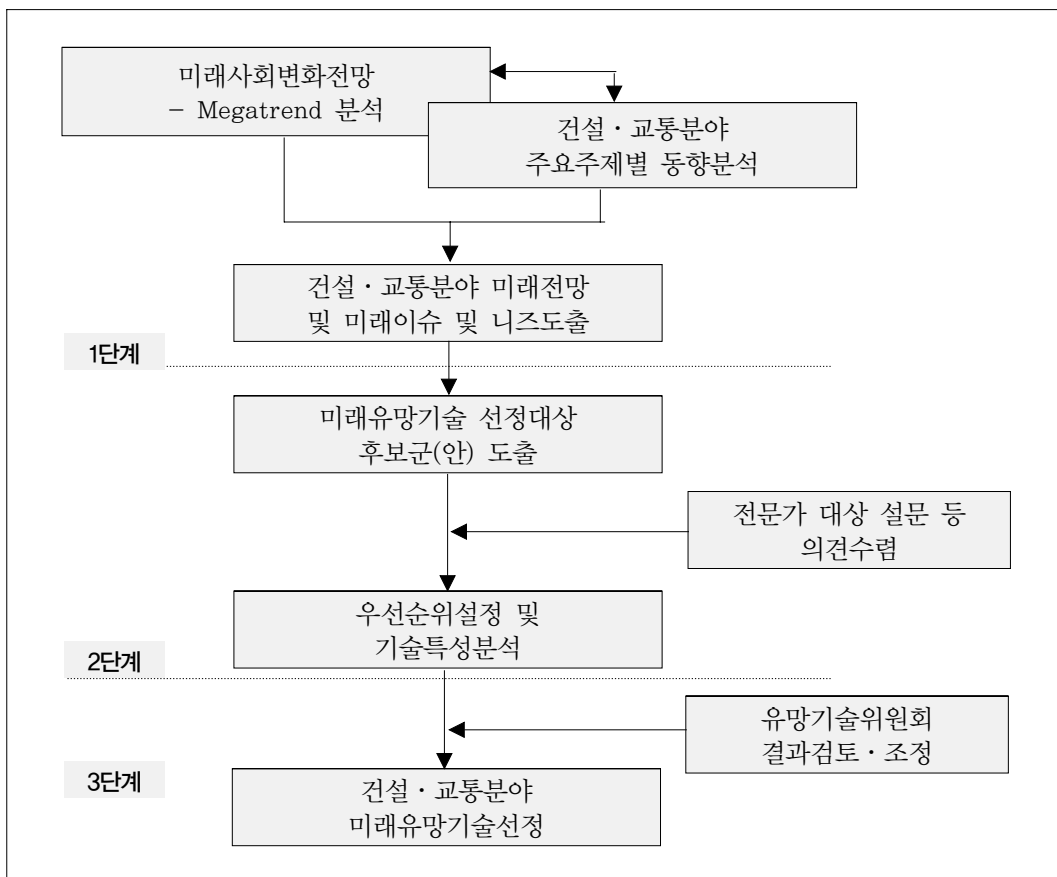 미래사회변화전망
− Megatrend 분석
건설·교통분야
주요주제별 동향분석
건설·교통분야 미래전망
및 미래이슈 및 니즈도출
1단계
미래유망기술 선정대상
후보군(안) 도출
전문가 대상 설문 등
의견수렴
우선순위설정 및
기술특성분석
2단계
유망기술위원회
결과검토·조정
3단계
건설·교통분야
미래유망기술선정